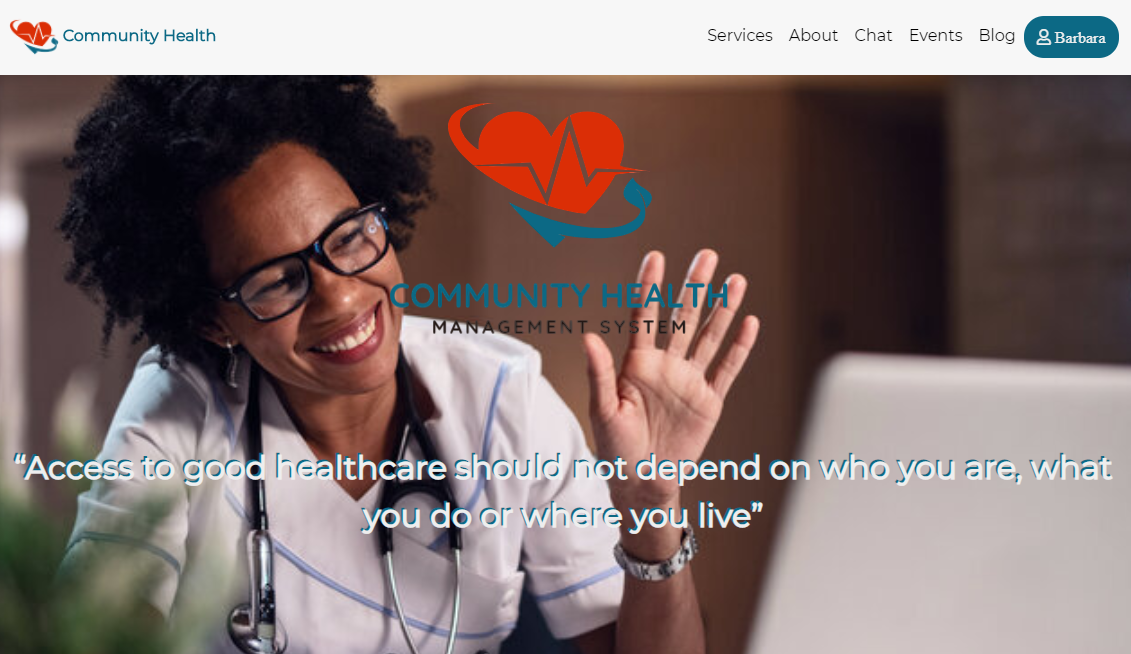 Community Health
Services About Chat Events Blog Barbara
COMMUNITY HEALTH
MANAGEMENT SYSTEM
“Access to good healthcare should not depend on who you are, what
you do or where you live”